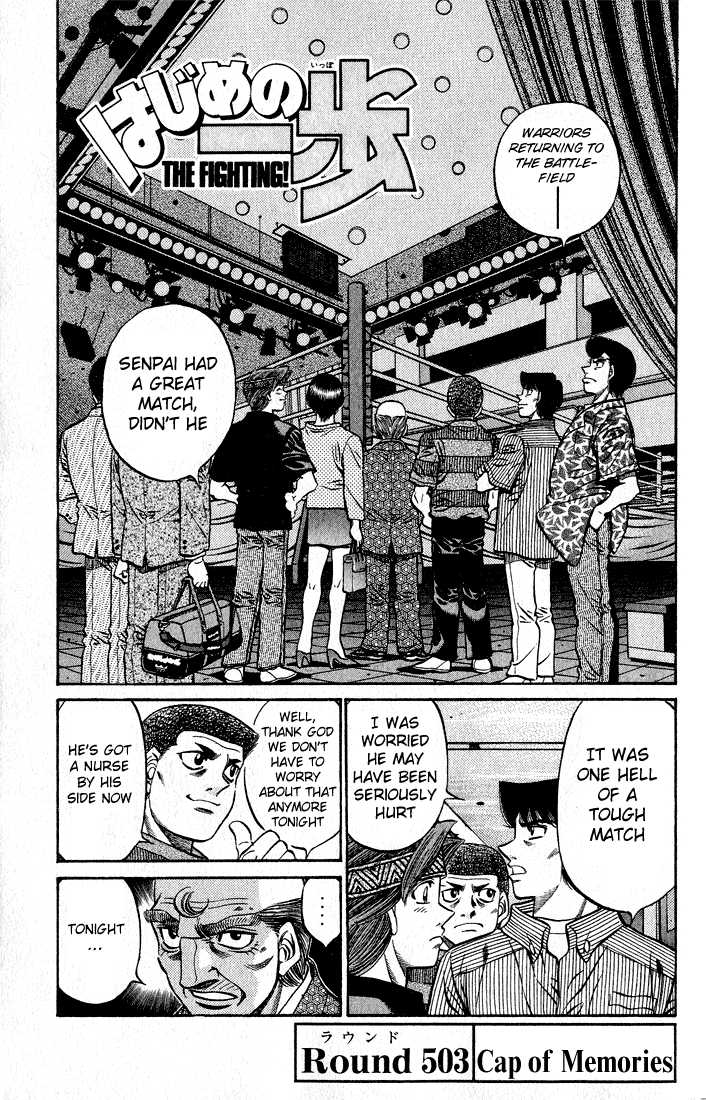 はじめの一歩
いっぽ
THE FIGHTING!
WARRIORS
RETURNING TO
THE BATTLE-
FIELD
SENPAI HAD
A GREAT
MATCH,
DIDN'T HE
IT WAS
ONE HELL
OF A
TOUGH
MATCH
I WAS
WORRIED
HE MAY
HAVE BEEN
SERIOUSLY
HURT
WELL,
THANK GOD
WE DON'T
HAVE TO
WORRY
ABOUT THAT
ANYMORE
TONIGHT
HE'S GOT
A NURSE
BY HIS
SIDE NOW
...
TONIGHT
...
ラウンド
Round 503 Cap of Memories